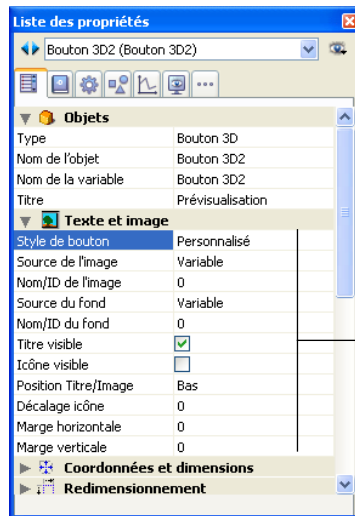 Liste des propriétés
Bouton 3D2 (Bouton 3D2)
Objets
Type Bouton 3D
Nom de l'objet Bouton 3D2
Nom de la variable Bouton 3D2
Titre Prévisualisation
Texte et image
Style de bouton Personnalisé
Source de l'image Variable
Nom/ID de l'image 0
Source du fond Variable
Nom/ID du fond 0
Titre visible
Icône visible
Position Titre/Image Bas
Décalage icône 0
Marge horizontale 0
Marge verticale 0
Coordonnées et dimensions
Redimensionnement